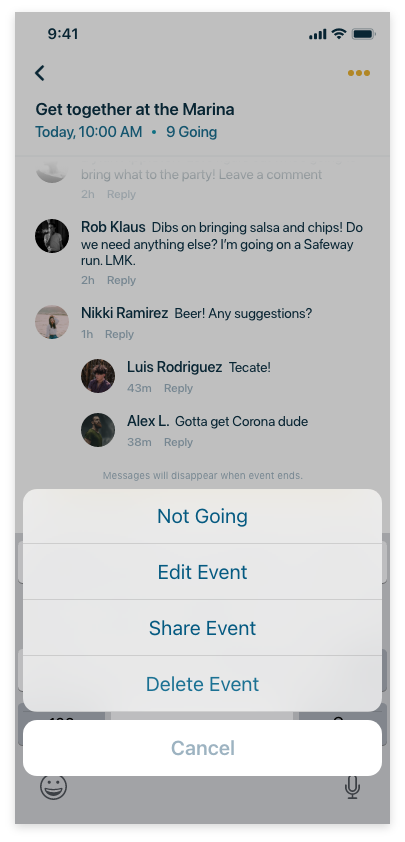 9:41
Get together at the Marina
Today, 10:00 AM • 9 Going
bring what to the party! Leave a comment
2h Reply
Rob Klaus Dibs on bringing salsa and chips! Do
we need anything else? I'm going on a Safeway
run. LMK.
2h Reply
Nikki Ramirez Beer! Any suggestions?
1h Reply
Luis Rodriguez Tecate!
43m Reply
Alex L. Gotta get Corona dude
38m Reply
Messages will disappear when event ends.
Not Going
Edit Event
Share Event
Delete Event
Cancel